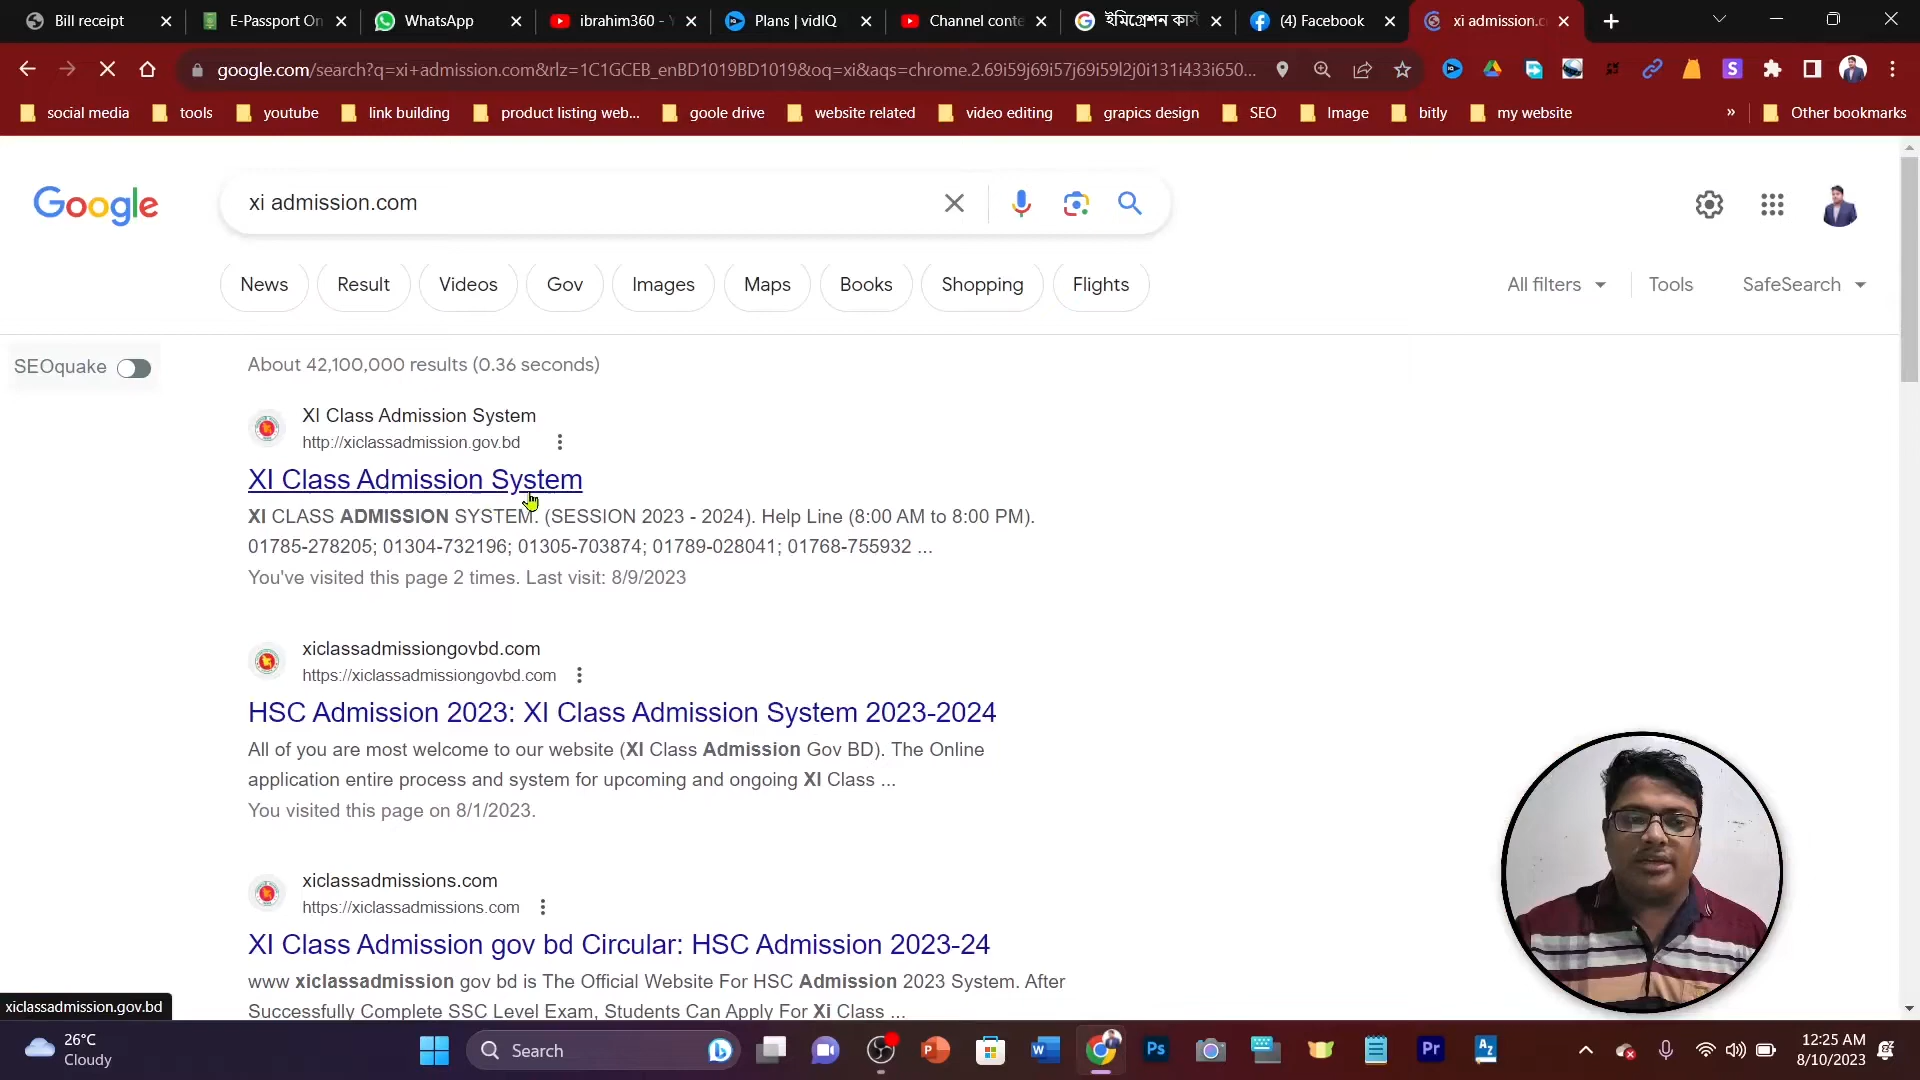 Bill receipt
E-Passport On
WhatsApp
ibrahim360 - Y
Plans | vidIQ
Channel conte
ইমিগ্রেশন কাস্ট
(4) Facebook
xi admission.c
google.com/search?q=xi+admission.com&rlz=1C1GCEB_enBD1019BD1019&oq=xi&aqs=chrome.2.69i59j69i57j69i59l2j0i131i433i650...
social media
tools
youtube
link building
product listing web...
goole drive
website related
video editing
grapics design
SEO
Image
bitly
my website
»
Other bookmarks
Google
xi admission.com
News
Result
Videos
Gov
Images
Maps
Books
Shopping
Flights
All filters
Tools
SafeSearch
SEOquake
About 42,100,000 results (0.36 seconds)
XI Class Admission System
http://xiclassadmission.gov.bd
XI Class Admission System
XI CLASS ADMISSION SYSTEM. (SESSION 2023 - 2024). Help Line (8:00 AM to 8:00 PM).
01785-278205; 01304-732196; 01305-703874; 01789-028041; 01768-755932 ...
You've visited this page 2 times. Last visit: 8/9/2023
xiclassadmissiongovbd.com
https://xiclassadmissiongovbd.com
HSC Admission 2023: XI Class Admission System 2023-2024
All of you are most welcome to our website (XI Class Admission Gov BD). The Online
application entire process and system for upcoming and ongoing XI Class ...
You visited this page on 8/1/2023.
xiclassadmissions.com
https://xiclassadmissions.com
XI Class Admission gov bd Circular: HSC Admission 2023-24
www xiclassadmission gov bd is The Official Website For HSC Admission 2023 System. After
Successfully Complete SSC Level Exam, Students Can Apply For Xi Class ...
xiclassadmission.gov.bd
26°C
Cloudy
Search
Ps
Pr
12:25 AM
8/10/2023